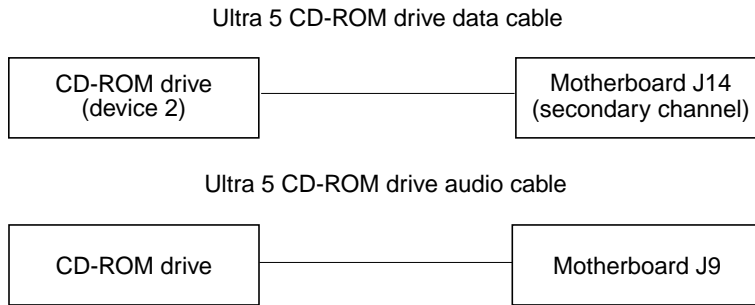 Ultra 5 CD-ROM drive data cable
CD-ROM drive
(device 2)
Motherboard J14
(secondary channel)
Ultra 5 CD-ROM drive audio cable
CD-ROM drive
Motherboard J9